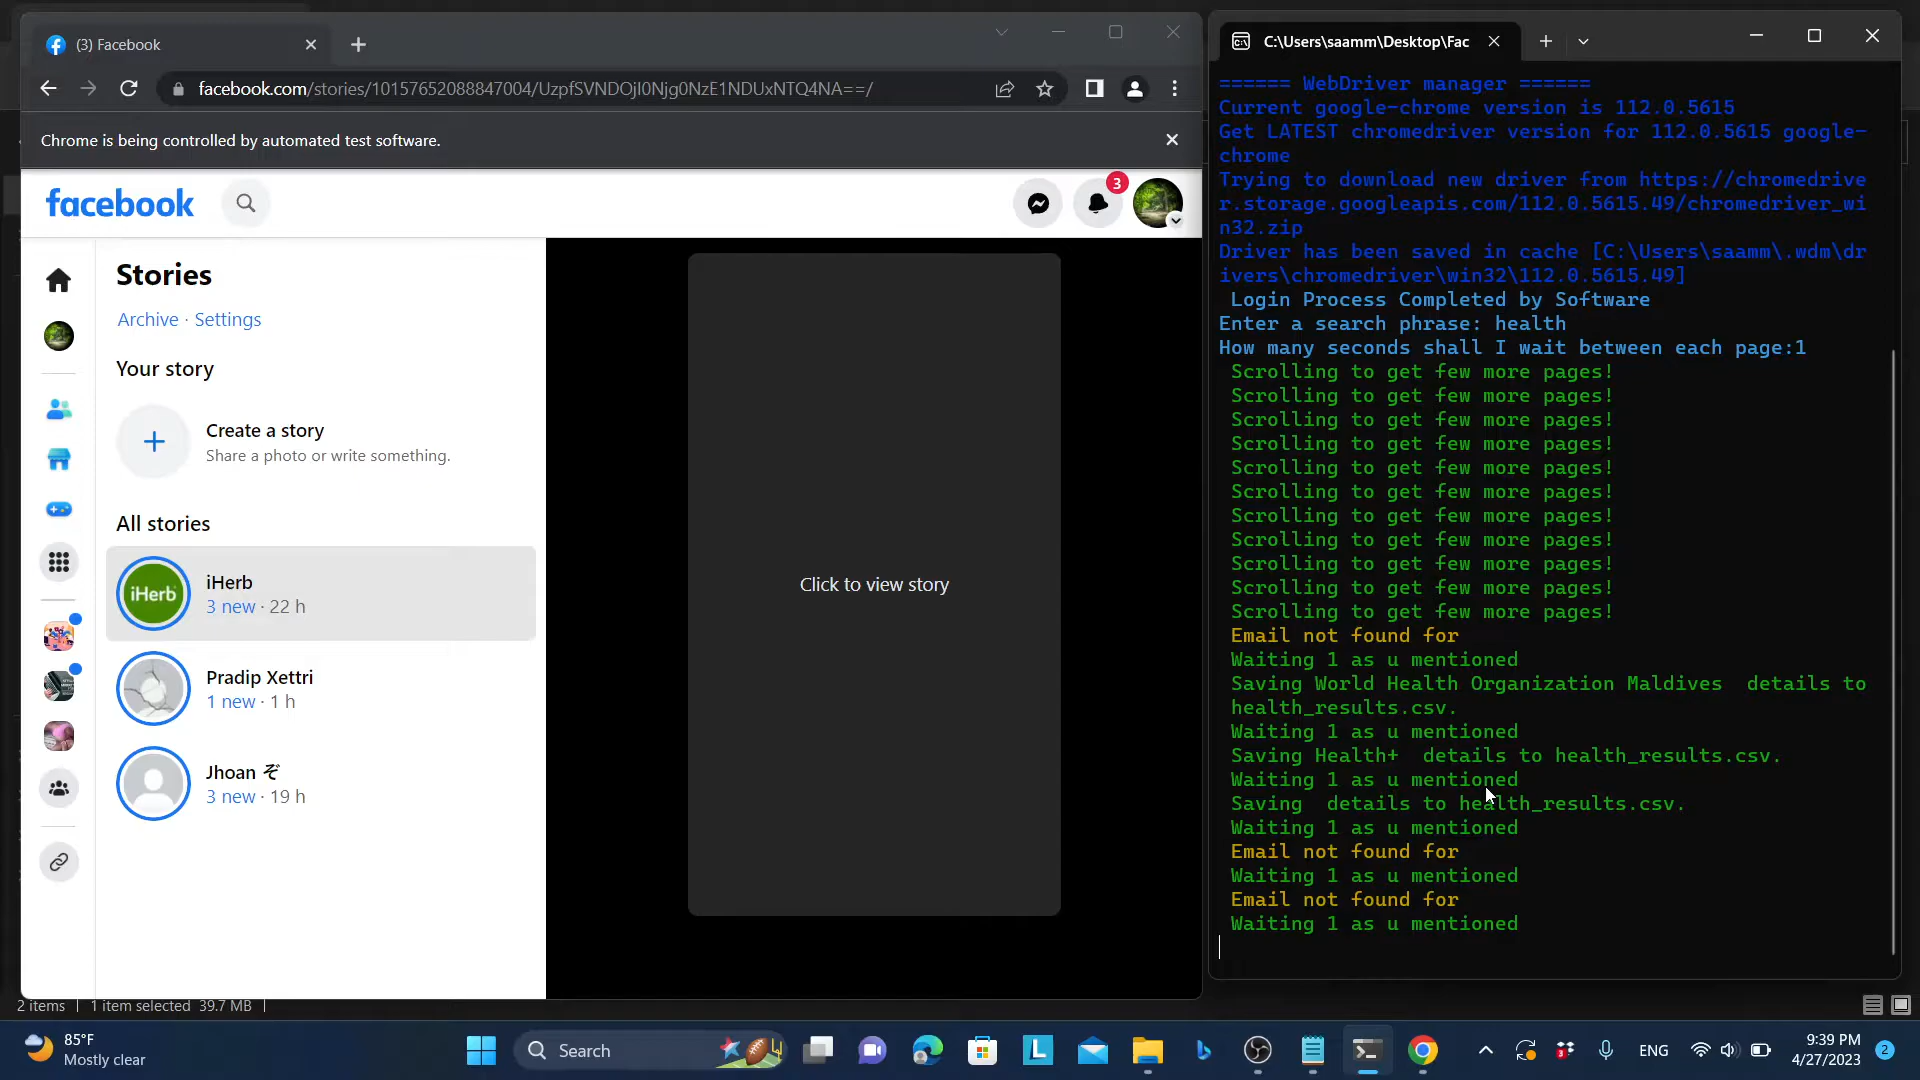 (3) Facebook
facebook.com/stories/10157652088847004/UzpfSVNDOjI0Njg0NzE1NDUxNTQ4NA==/
Chrome is being controlled by automated test software.
facebook
3
Stories
Archive · Settings
Your story
Create a story
Share a photo or write something.
All stories
iHerb
iHerb
3 new · 22 h
Pradip Xettri
1 new · 1 h
Jhoan ぞ
3 new · 19 h
Click to view story
C:\Users\saamm\Desktop\Fac
====== WebDriver manager ======
Current google-chrome version is 112.0.5615
Get LATEST chromedriver version for 112.0.5615 google-
chrome
Trying to download new driver from https://chromedrive
r.storage.googleapis.com/112.0.5615.49/chromedriver_wi
n32.zip
Driver has been saved in cache [C:\Users\saamm\.wdm\dr
ivers\chromedriver\win32\112.0.5615.49]
Login Process Completed by Software
Enter a search phrase: health
How many seconds shall I wait between each page:1
Scrolling to get few more pages!
Scrolling to get few more pages!
Scrolling to get few more pages!
Scrolling to get few more pages!
Scrolling to get few more pages!
Scrolling to get few more pages!
Scrolling to get few more pages!
Scrolling to get few more pages!
Scrolling to get few more pages!
Scrolling to get few more pages!
Scrolling to get few more pages!
Email not found for
Waiting 1 as u mentioned
Saving World Health Organization Maldives  details to
health_results.csv.
Waiting 1 as u mentioned
Saving Health+  details to health_results.csv.
Waiting 1 as u mentioned
Saving  details to health_results.csv.
Waiting 1 as u mentioned
Email not found for
Waiting 1 as u mentioned
Email not found for
Waiting 1 as u mentioned
2 items | 1 item selected 39.7 MB |
85°F
Mostly clear
Search
L
3
ENG
9:39 PM
4/27/2023
2